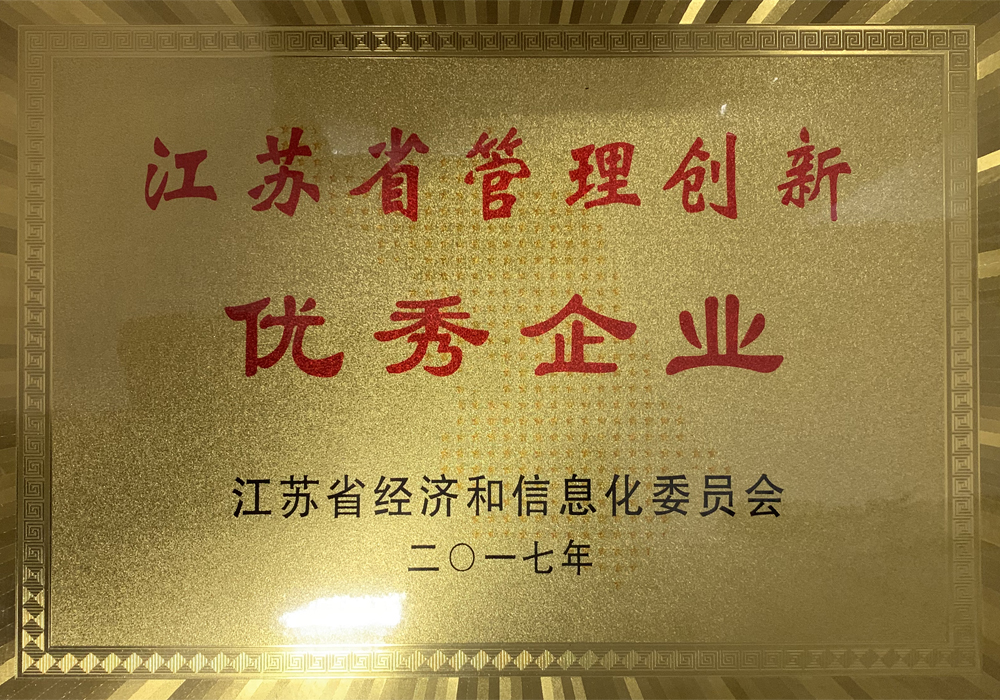 江苏省管理创新
优秀企业
江苏省经济和信息化委员会
二〇一七年